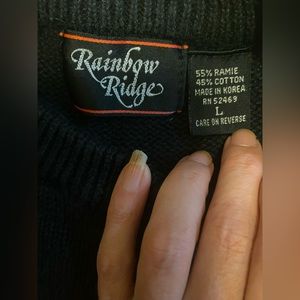 Rainbow
Ridge
55% RAMIE
45% COTTON
MADE IN KOREA
RN 52469
L
CARE ON REVERSE